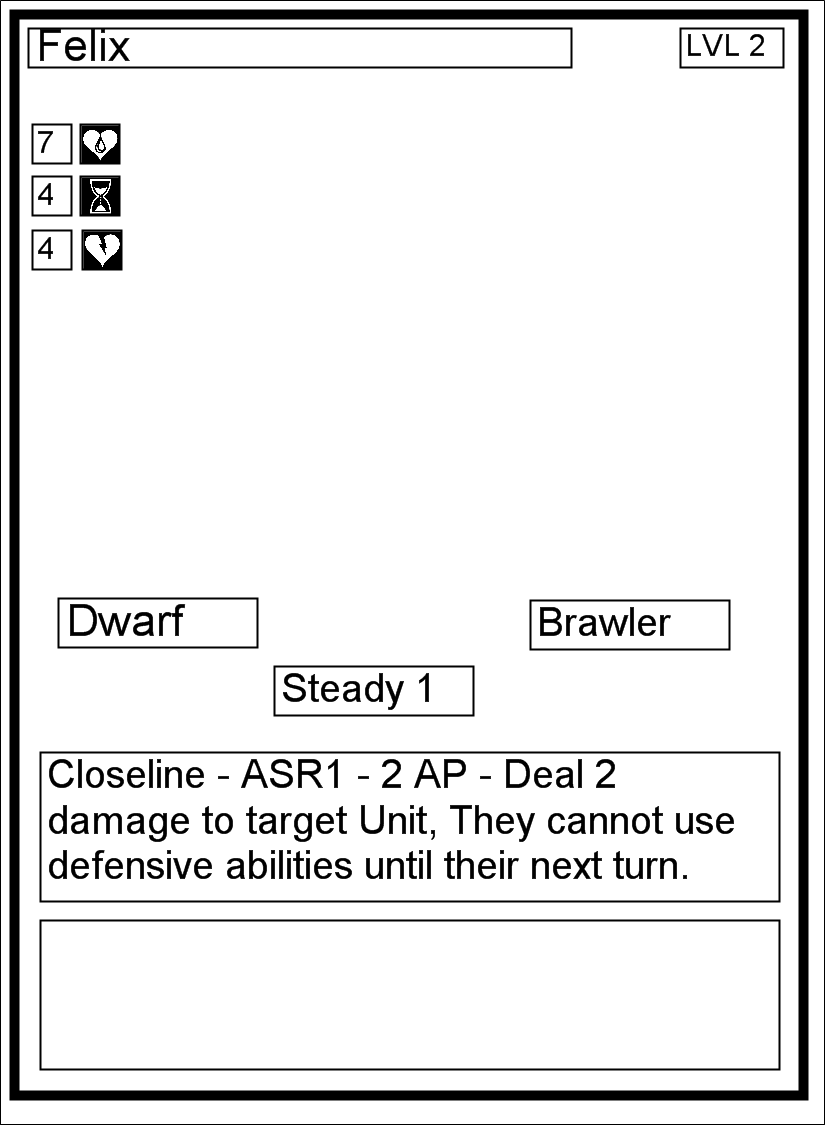 Felix
LVL 2
7
4
4
Dwarf
Brawler
Steady 1
Closeline - ASR1 - 2 AP - Deal 2
damage to target Unit, They cannot use
defensive abilities until their next turn.